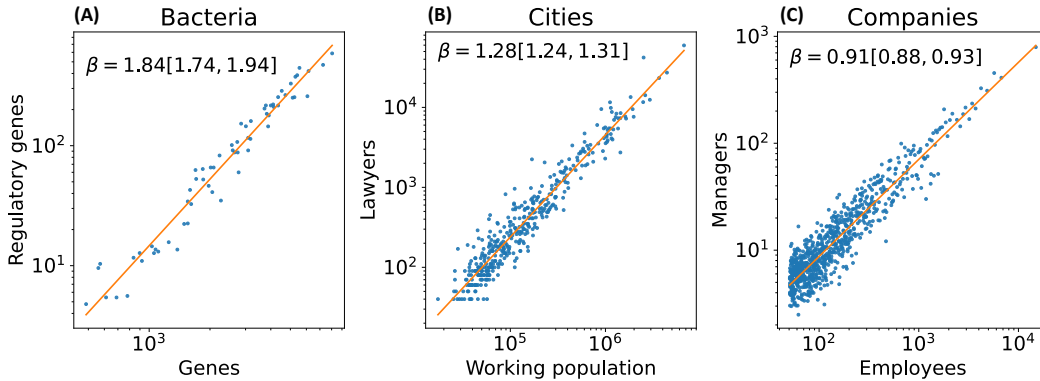 (A) Bacteria
β = 1.84[1.74, 1.94]
Regulatory genes
10²
10¹
10³
Genes
(B) Cities
β = 1.28[1.24, 1.31]
Lawyers
10⁴
10³
10²
10⁵
10⁶
Working population
(C) Companies
β = 0.91[0.88, 0.93]
Managers
10³
10²
10¹
10²
10³
10⁴
Employees